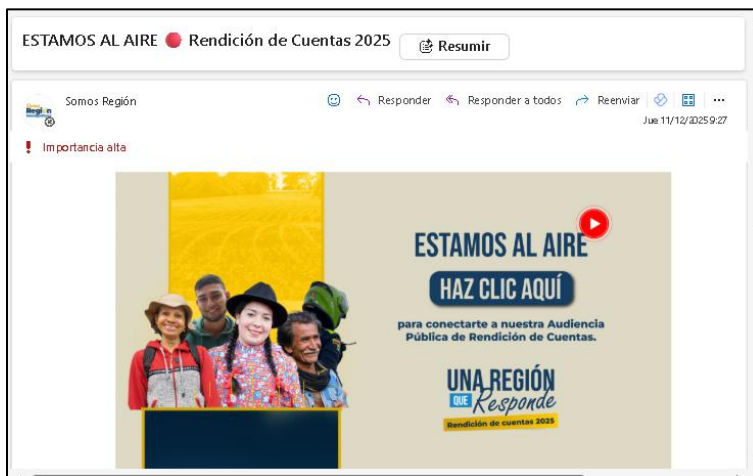 ESTAMOS AL AIRE 🔴 Rendición de Cuentas 2025
Resumir
Somos Región
Responder
Responder a todos
Reenviar
Jue 11/12/2025 9:27
Importancia alta
ESTAMOS AL AIRE
HAZ CLIC AQUÍ
para conectarte a nuestra Audiencia
Pública de Rendición de Cuentas.
UNA REGIÓN
QUE Responde
Rendición de cuentas 2025